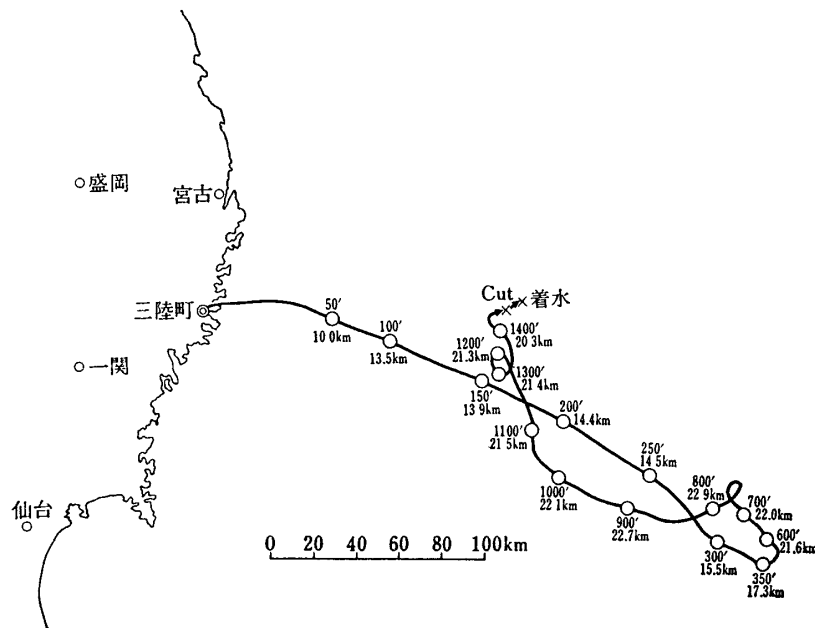 盛岡
宮古
三陸町
一関
仙台
50′
10 0km
100′
13.5km
150′
13 9km
200′
14.4km
250′
14 5km
300′
15.5km
350′
17.3km
600′
21.6km
700′
22.0km
800′
22.9km
900′
22.7km
1000′
22 1km
1100′
21 5km
1200′
21.3km
1300′
21 4km
1400′
20 3km
Cut
着水
0 20 40 60 80 100km